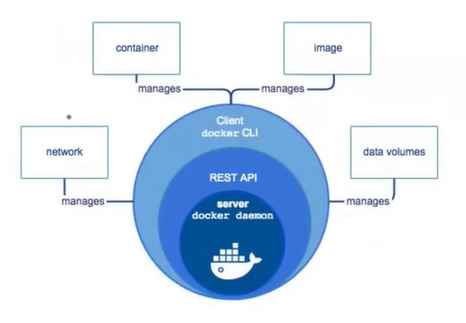 container
image
manages
manages
Client
docker CLI
network
data volumes
REST API
manages
manages
server
docker daemon